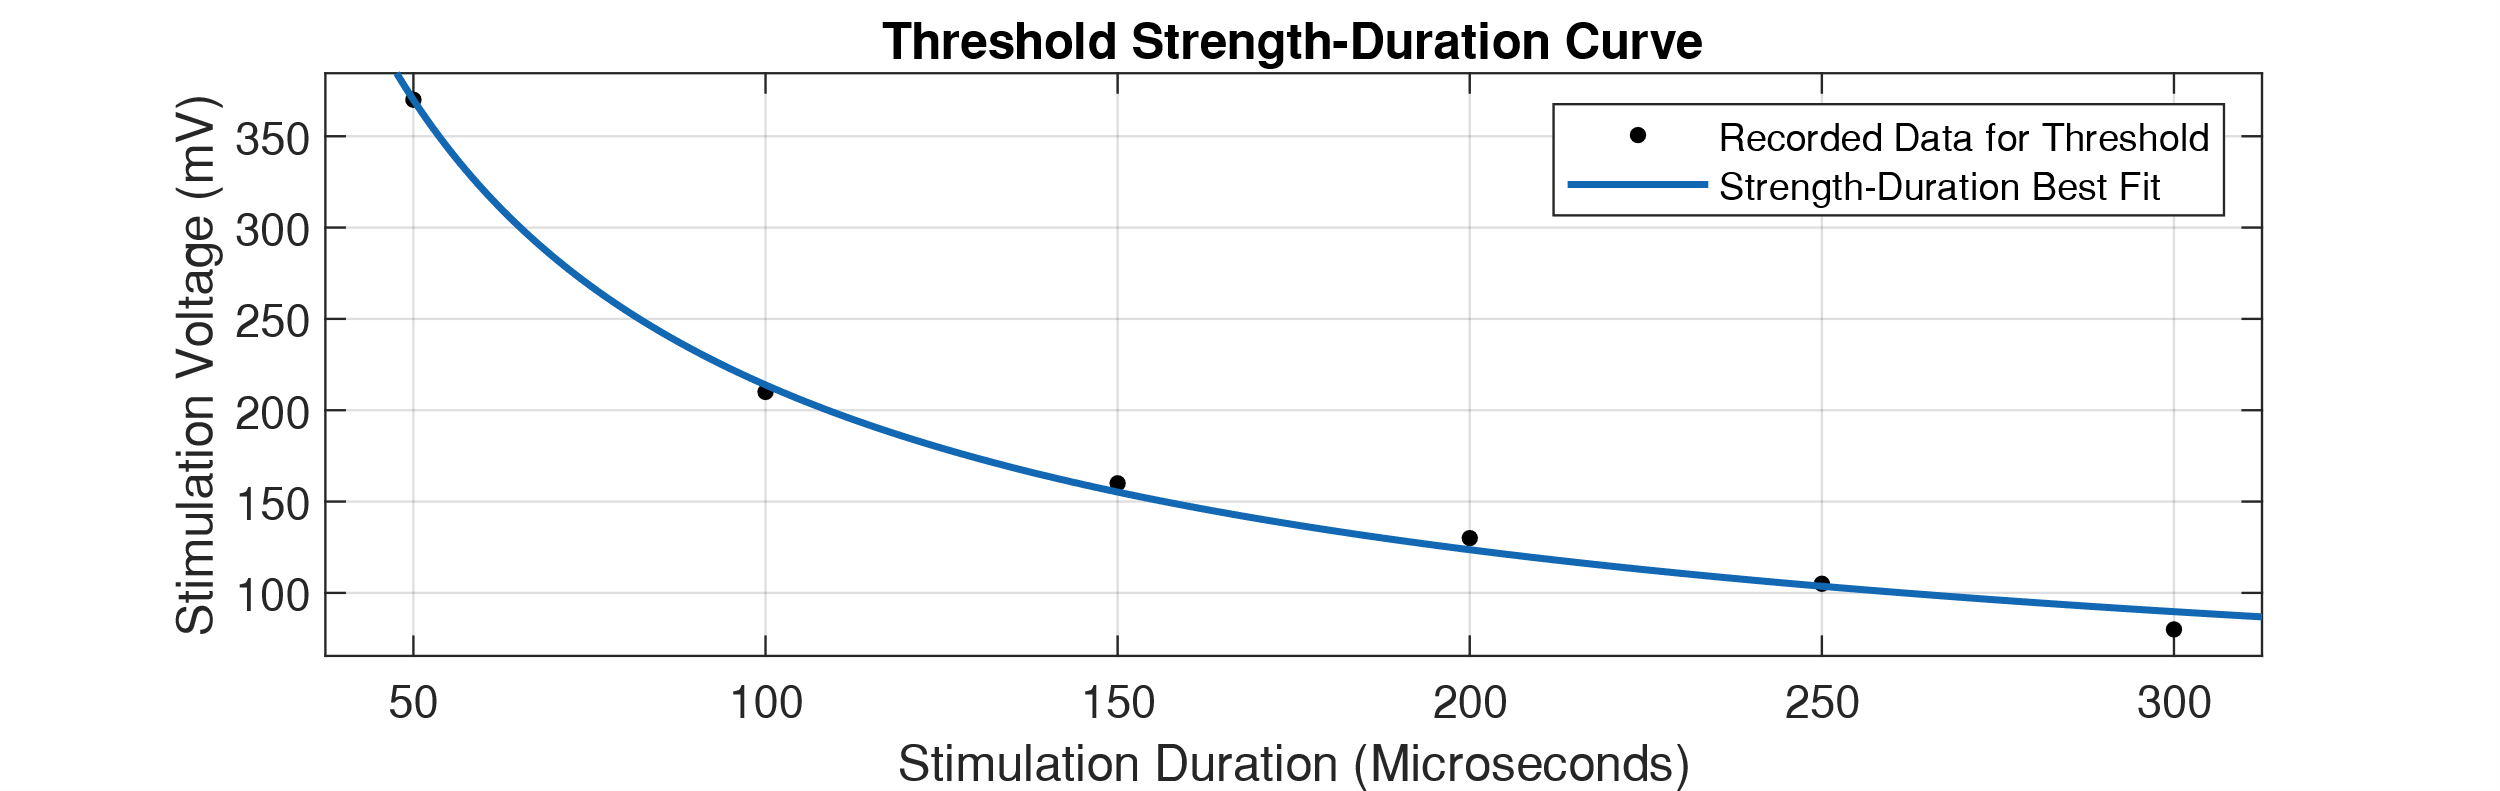 Threshold Strength-Duration Curve
Stimulation Voltage (mV)
350
300
250
200
150
100
Recorded Data for Threshold
Strength-Duration Best Fit
50 100 150 200 250 300
Stimulation Duration (Microseconds)